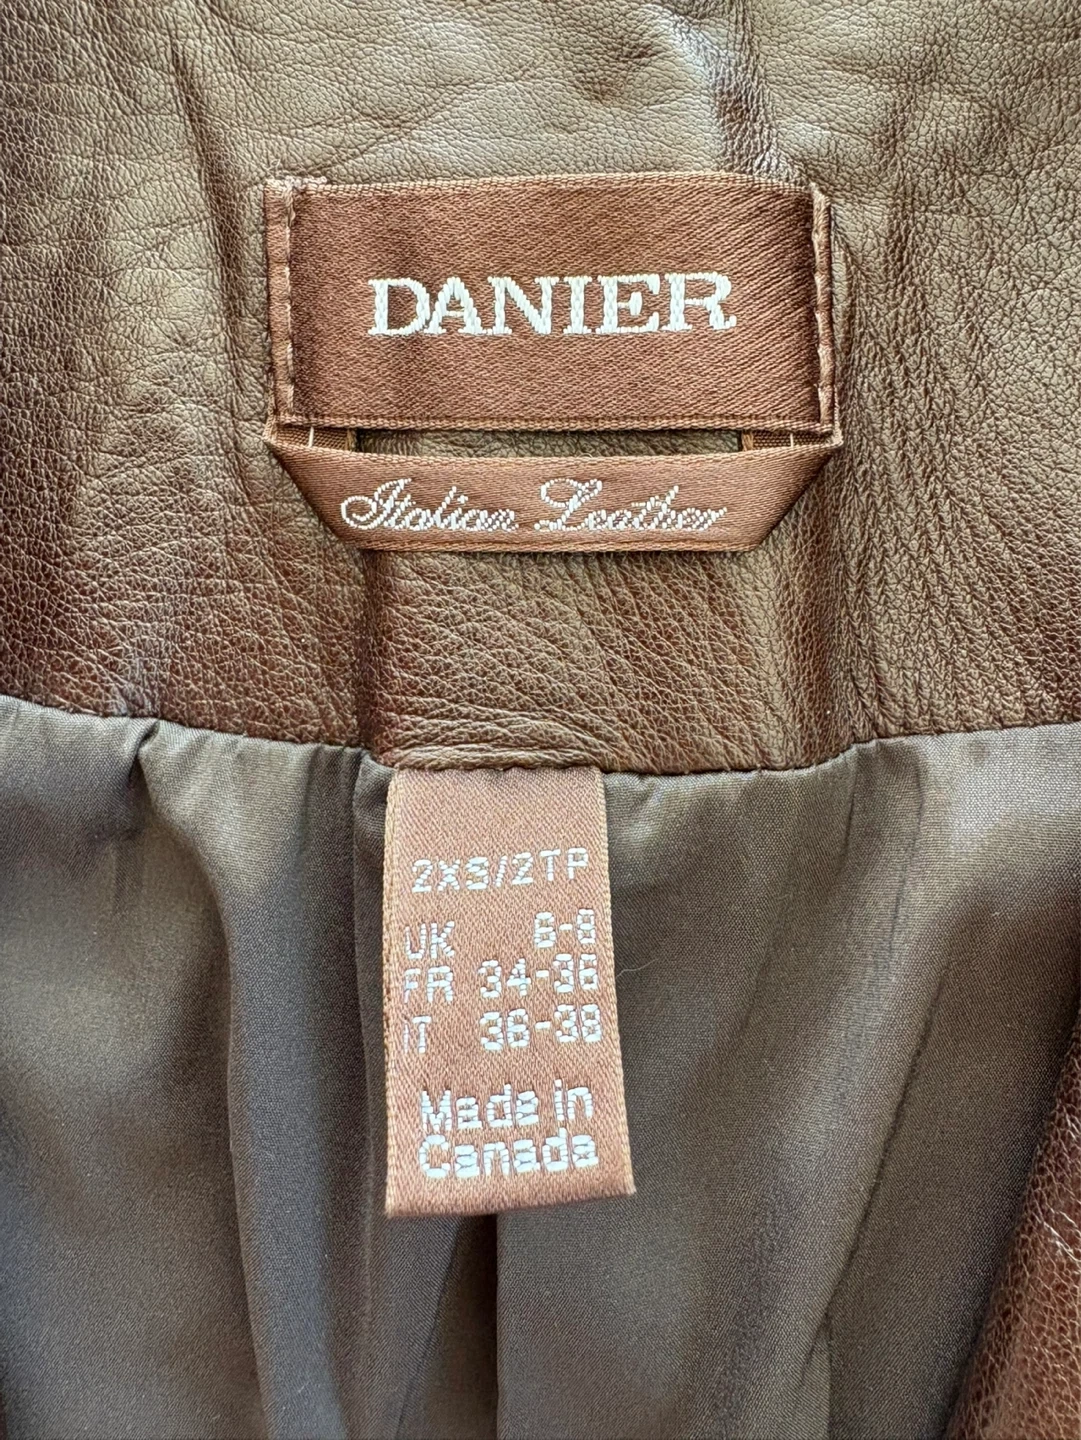 DANIER
Italian Leather
2XS/2TP
UK 6-8
FR 34-36
IT 36-38
Made in
Canada